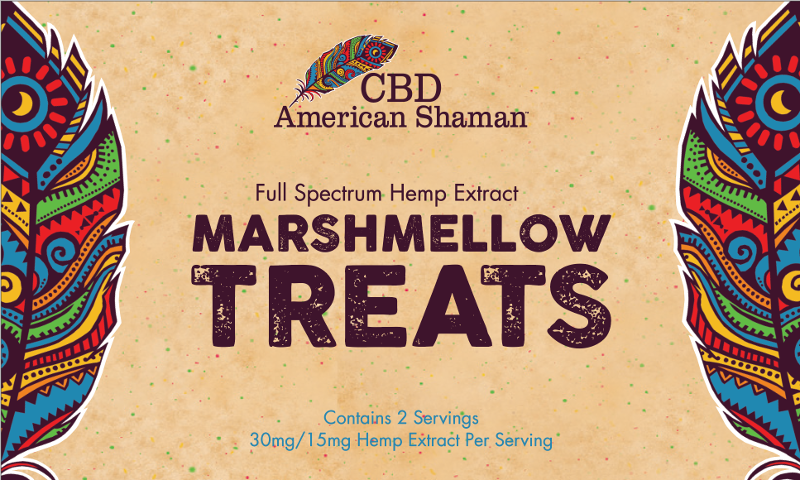 CBD
American Shaman
Full Spectrum Hemp Extract
MARSHMELLOW
TREATS
Contains 2 Servings
30mg/15mg Hemp Extract Per Serving